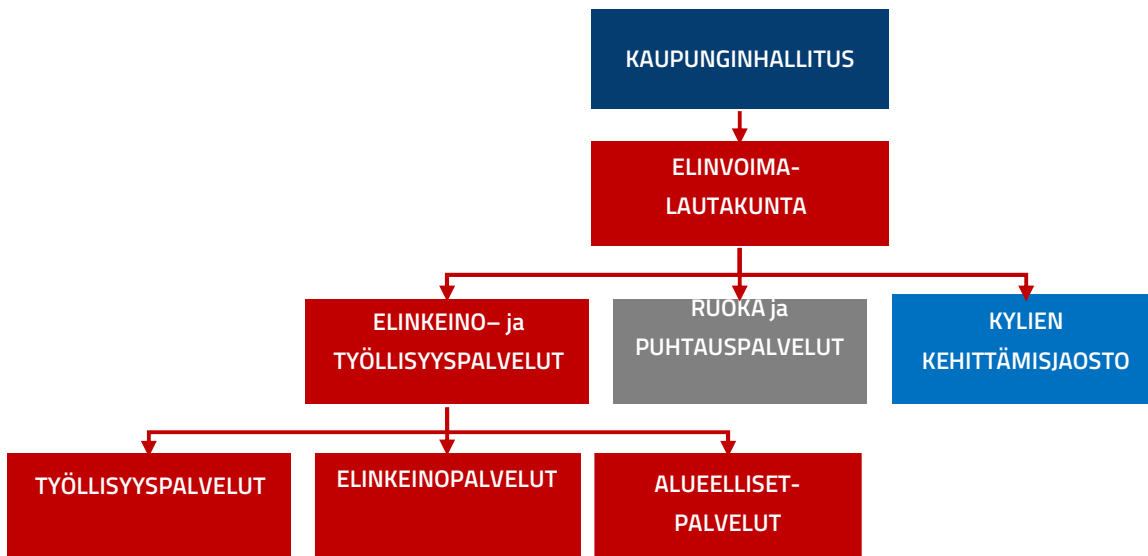 KAUPUNGINHALLITUS
ELINVOIMA-
LAUTAKUNTA
ELINKEINO– ja
TYÖLLISYYSPALVELUT
RUOKA ja
PUHTAUSPALVELUT
KYLIEN
KEHITTÄMISJAOSTO
TYÖLLISYYSPALVELUT
ELINKEINOPALVELUT
ALUEELLISET-
PALVELUT